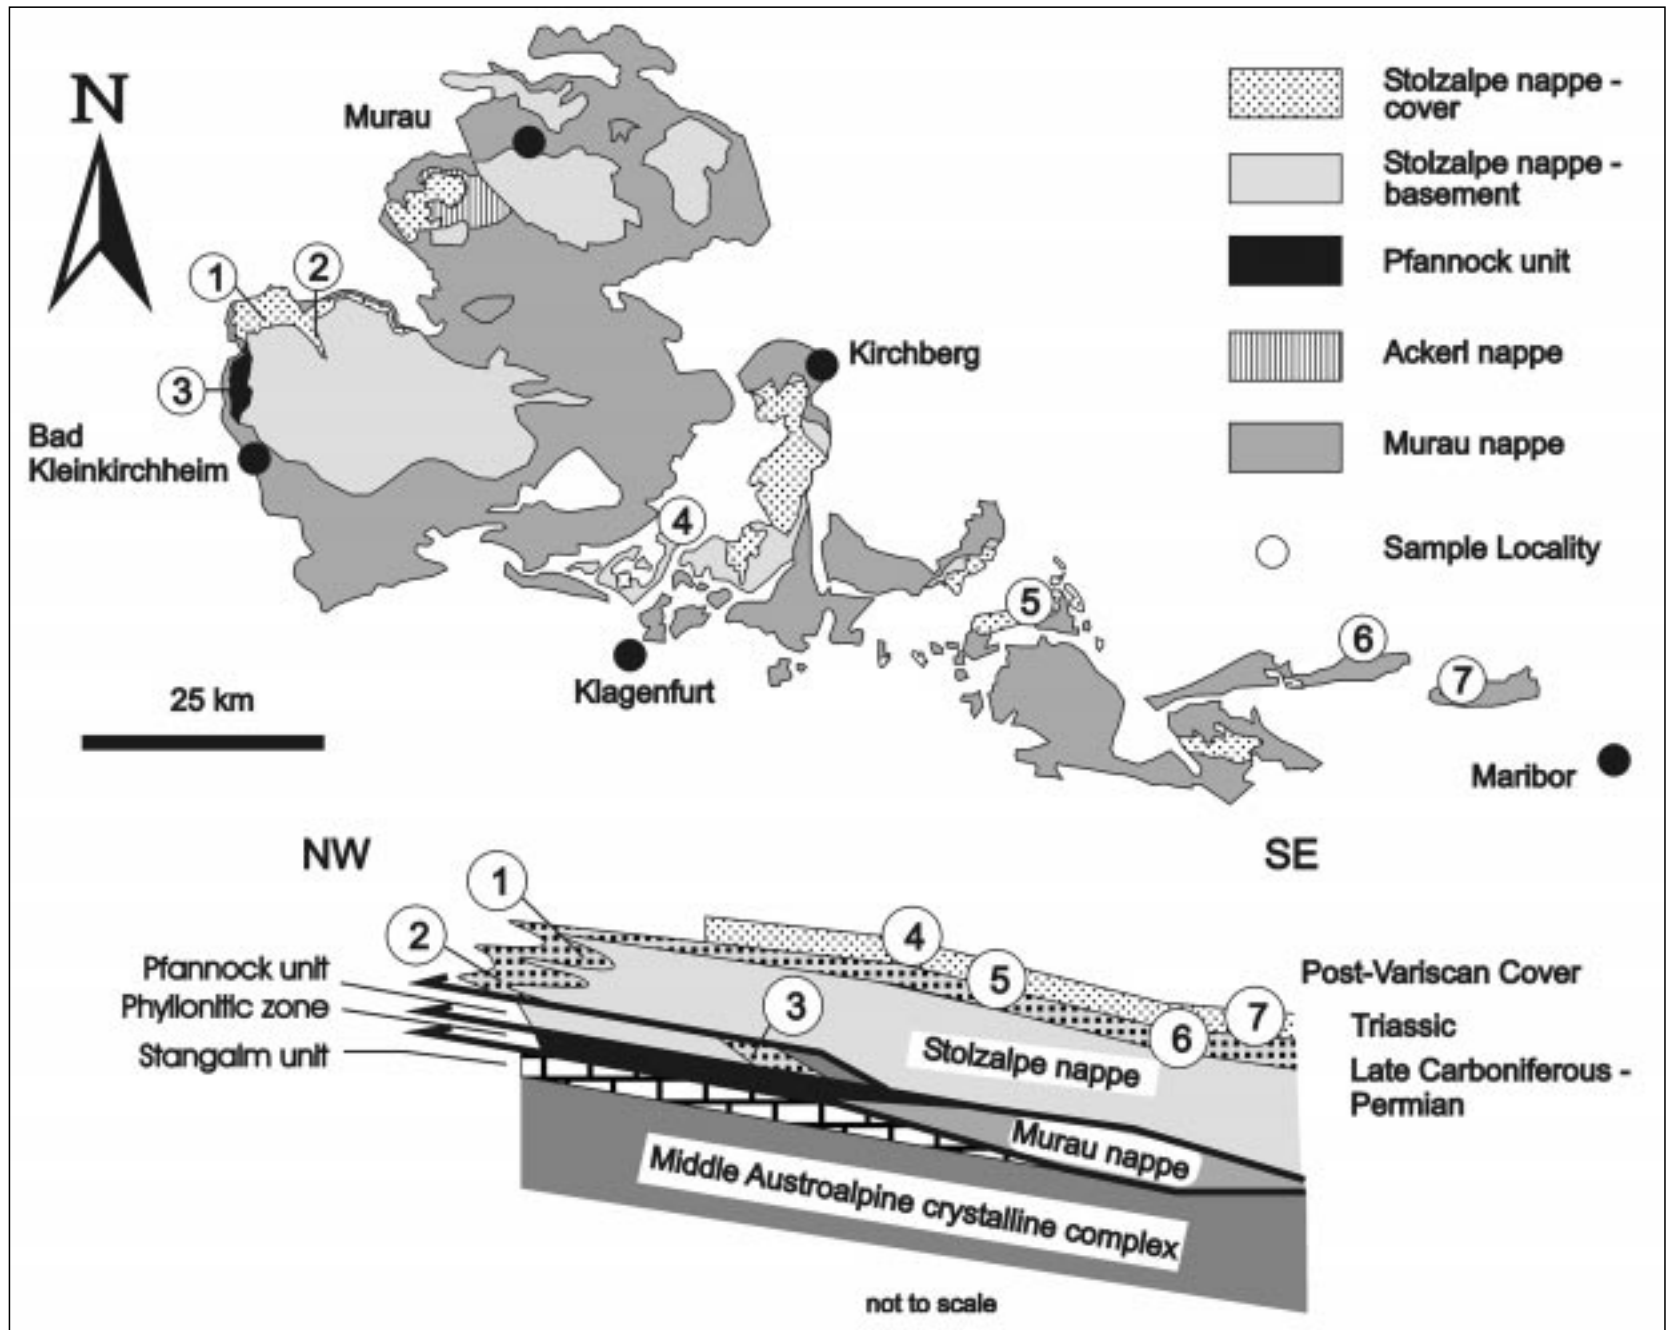 N
Murau
Stolzalpe nappe -
cover
Stolzalpe nappe -
basement
Pfannock unit
Ackerl nappe
Murau nappe
Sample Locality
1
2
3
Kirchberg
Bad
Kleinkirchheim
4
5
6
7
Klagenfurt
25 km
Maribor
NW
SE
1
2
3
4
5
6
7
Pfannock unit
Phyllonitic zone
Stangalm unit
Post-Variscan Cover
Triassic
Late Carboniferous -
Permian
Stolzalpe nappe
Murau nappe
Middle Austroalpine crystalline complex
not to scale